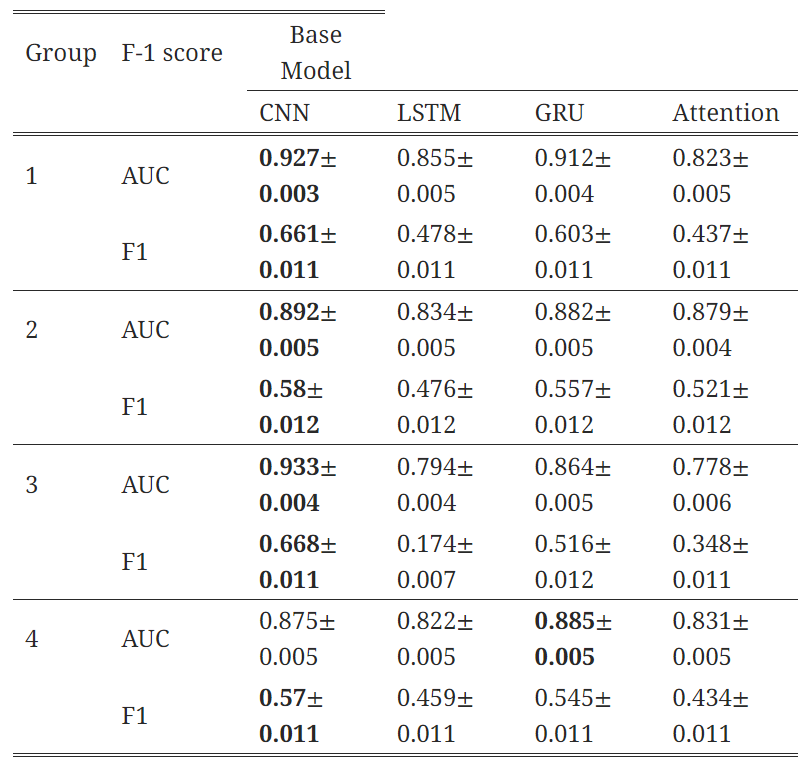 Base
Group F-1 score
Model
CNN LSTM GRU Attention
0.927± 0.855± 0.912± 0.823±
1 AUC
0.003 0.005 0.004 0.005
0.661± 0.478± 0.603± 0.437±
F1
0.011 0.011 0.011 0.011
0.892± 0.834± 0.882± 0.879±
2 AUC
0.005 0.005 0.005 0.004
0.58± 0.476± 0.557± 0.521±
F1
0.012 0.012 0.012 0.012
0.933± 0.794± 0.864± 0.778±
3 AUC
0.004 0.004 0.005 0.006
0.668± 0.174± 0.516± 0.348±
F1
0.011 0.007 0.012 0.011
0.875± 0.822± 0.885± 0.831±
4 AUC
0.005 0.005 0.005 0.005
0.57± 0.459± 0.545± 0.434±
F1
0.011 0.011 0.011 0.011